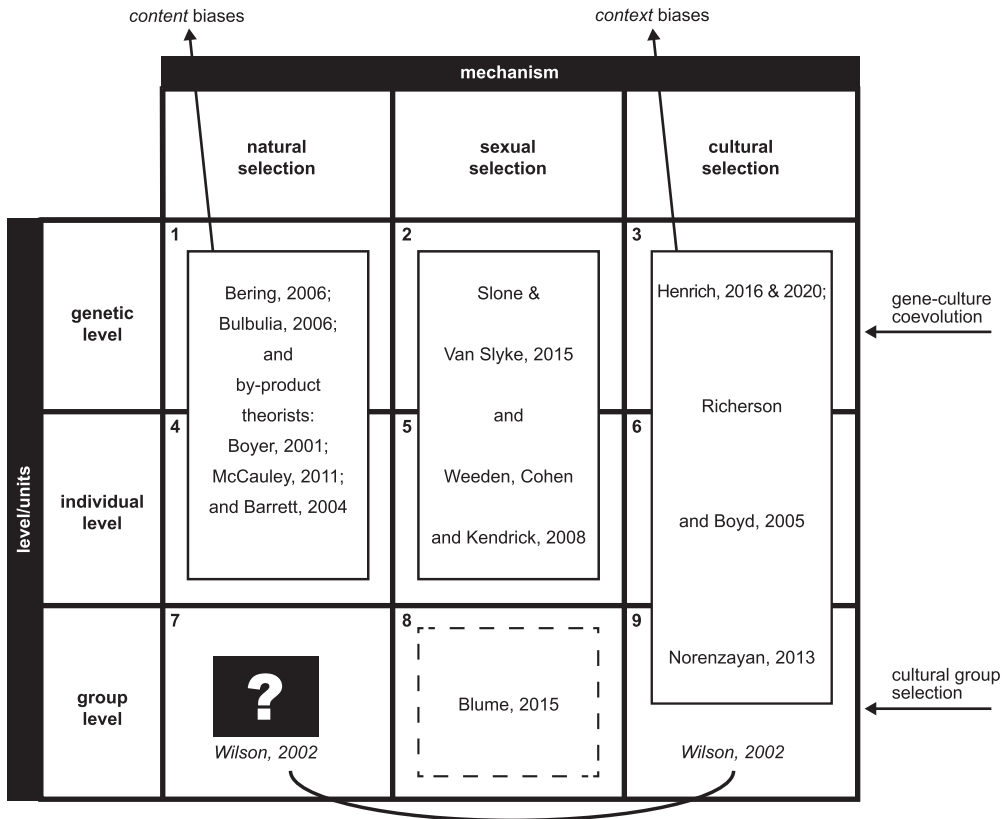 content biases
context biases
mechanism
natural
selection
sexual
selection
cultural
selection
level/units
genetic
level
1
Bering, 2006;
Bulbulia, 2006;
and
by-product
theorists:
Boyer, 2001;
McCauley, 2011;
and Barrett, 2004
2
Slone &
Van Slyke, 2015
and
Weeden, Cohen
and Kendrick, 2008
3
Henrich, 2016 & 2020;
Richerson
and Boyd, 2005
Norenzayan, 2013
gene-culture
coevolution
individual
level
4
5
6
group
level
7
?
Wilson, 2002
8
Blume, 2015
9
Wilson, 2002
cultural group
selection